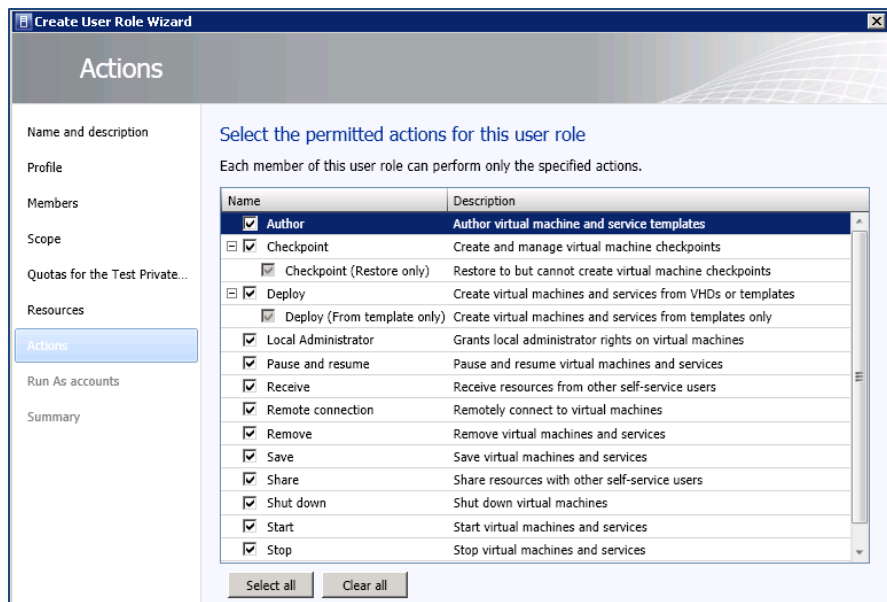 Create User Role Wizard
Actions
Name and description
Profile
Members
Scope
Quotas for the Test Private...
Resources
Actions
Run As accounts
Summary
Select the permitted actions for this user role
Each member of this user role can perform only the specified actions.
Name Description
Author Author virtual machine and service templates
Checkpoint Create and manage virtual machine checkpoints
Checkpoint (Restore only) Restore to but cannot create virtual machine checkpoints
Deploy Create virtual machines and services from VHDs or templates
Deploy (From template only) Create virtual machines and services from templates only
Local Administrator Grants local administrator rights on virtual machines
Pause and resume Pause and resume virtual machines and services
Receive Receive resources from other self-service users
Remote connection Remotely connect to virtual machines
Remove Remove virtual machines and services
Save Save virtual machines and services
Share Share resources with other self-service users
Shut down Shut down virtual machines
Start Start virtual machines and services
Stop Stop virtual machines and services
Select all Clear all